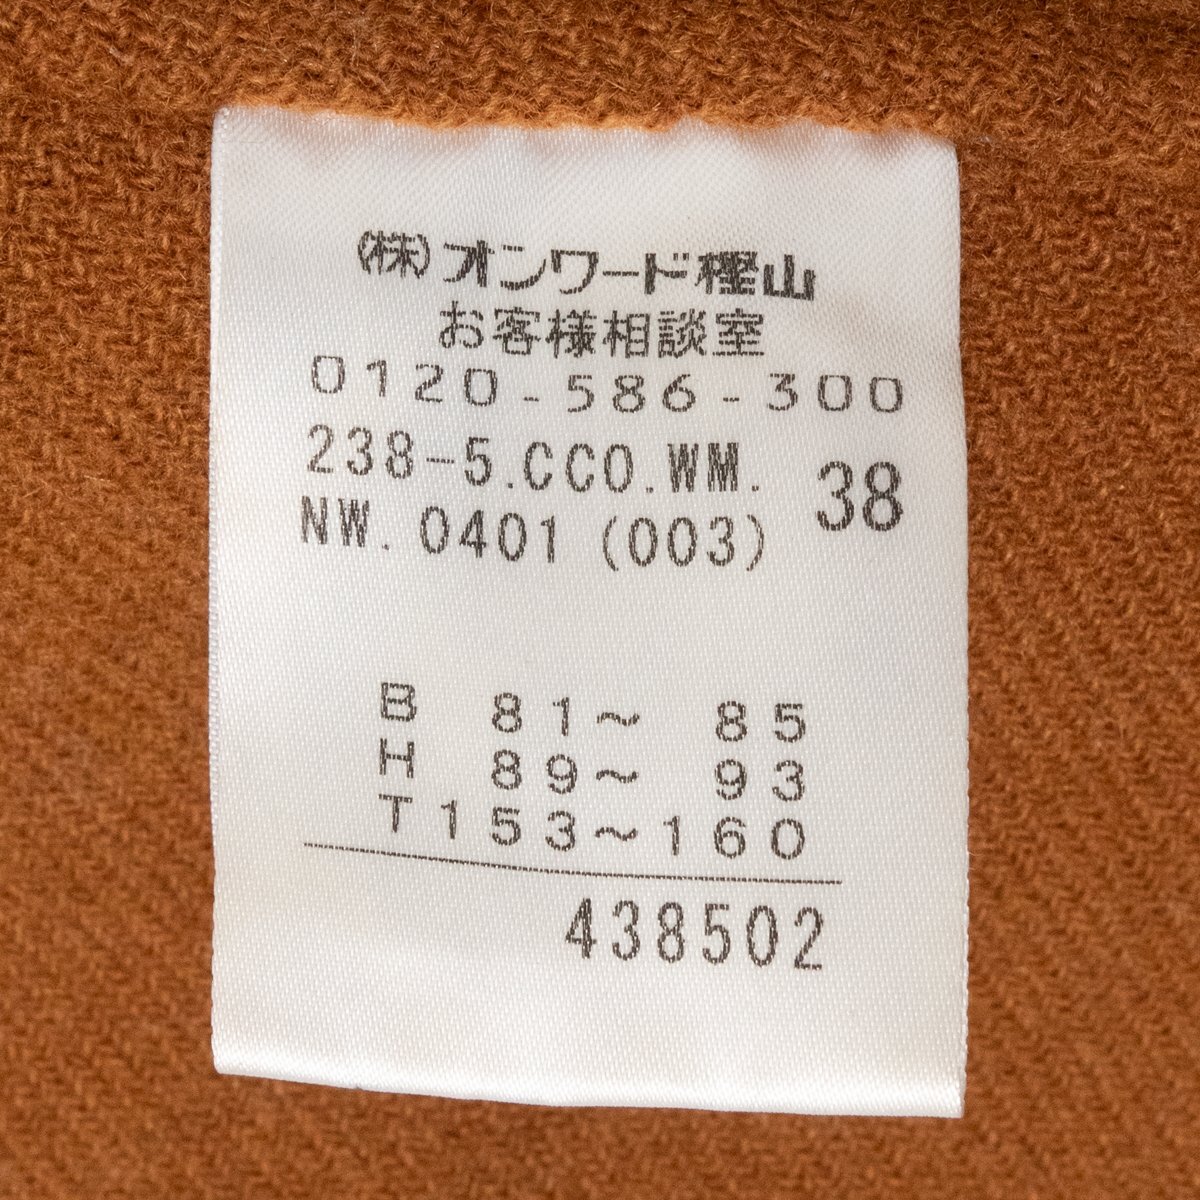 (株)オンワード樫山
お客様相談室
0120-586-300
238-5.CCO.WM.
NW. 0401 (003)
38
B 81~ 85
H 89~ 93
T153~160
438502